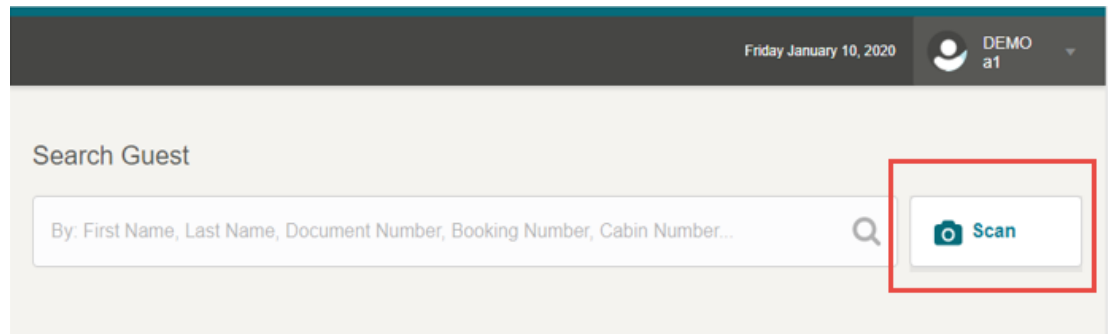 Friday January 10, 2020
DEMO
a1
Search Guest
By: First Name, Last Name, Document Number, Booking Number, Cabin Number...
Scan